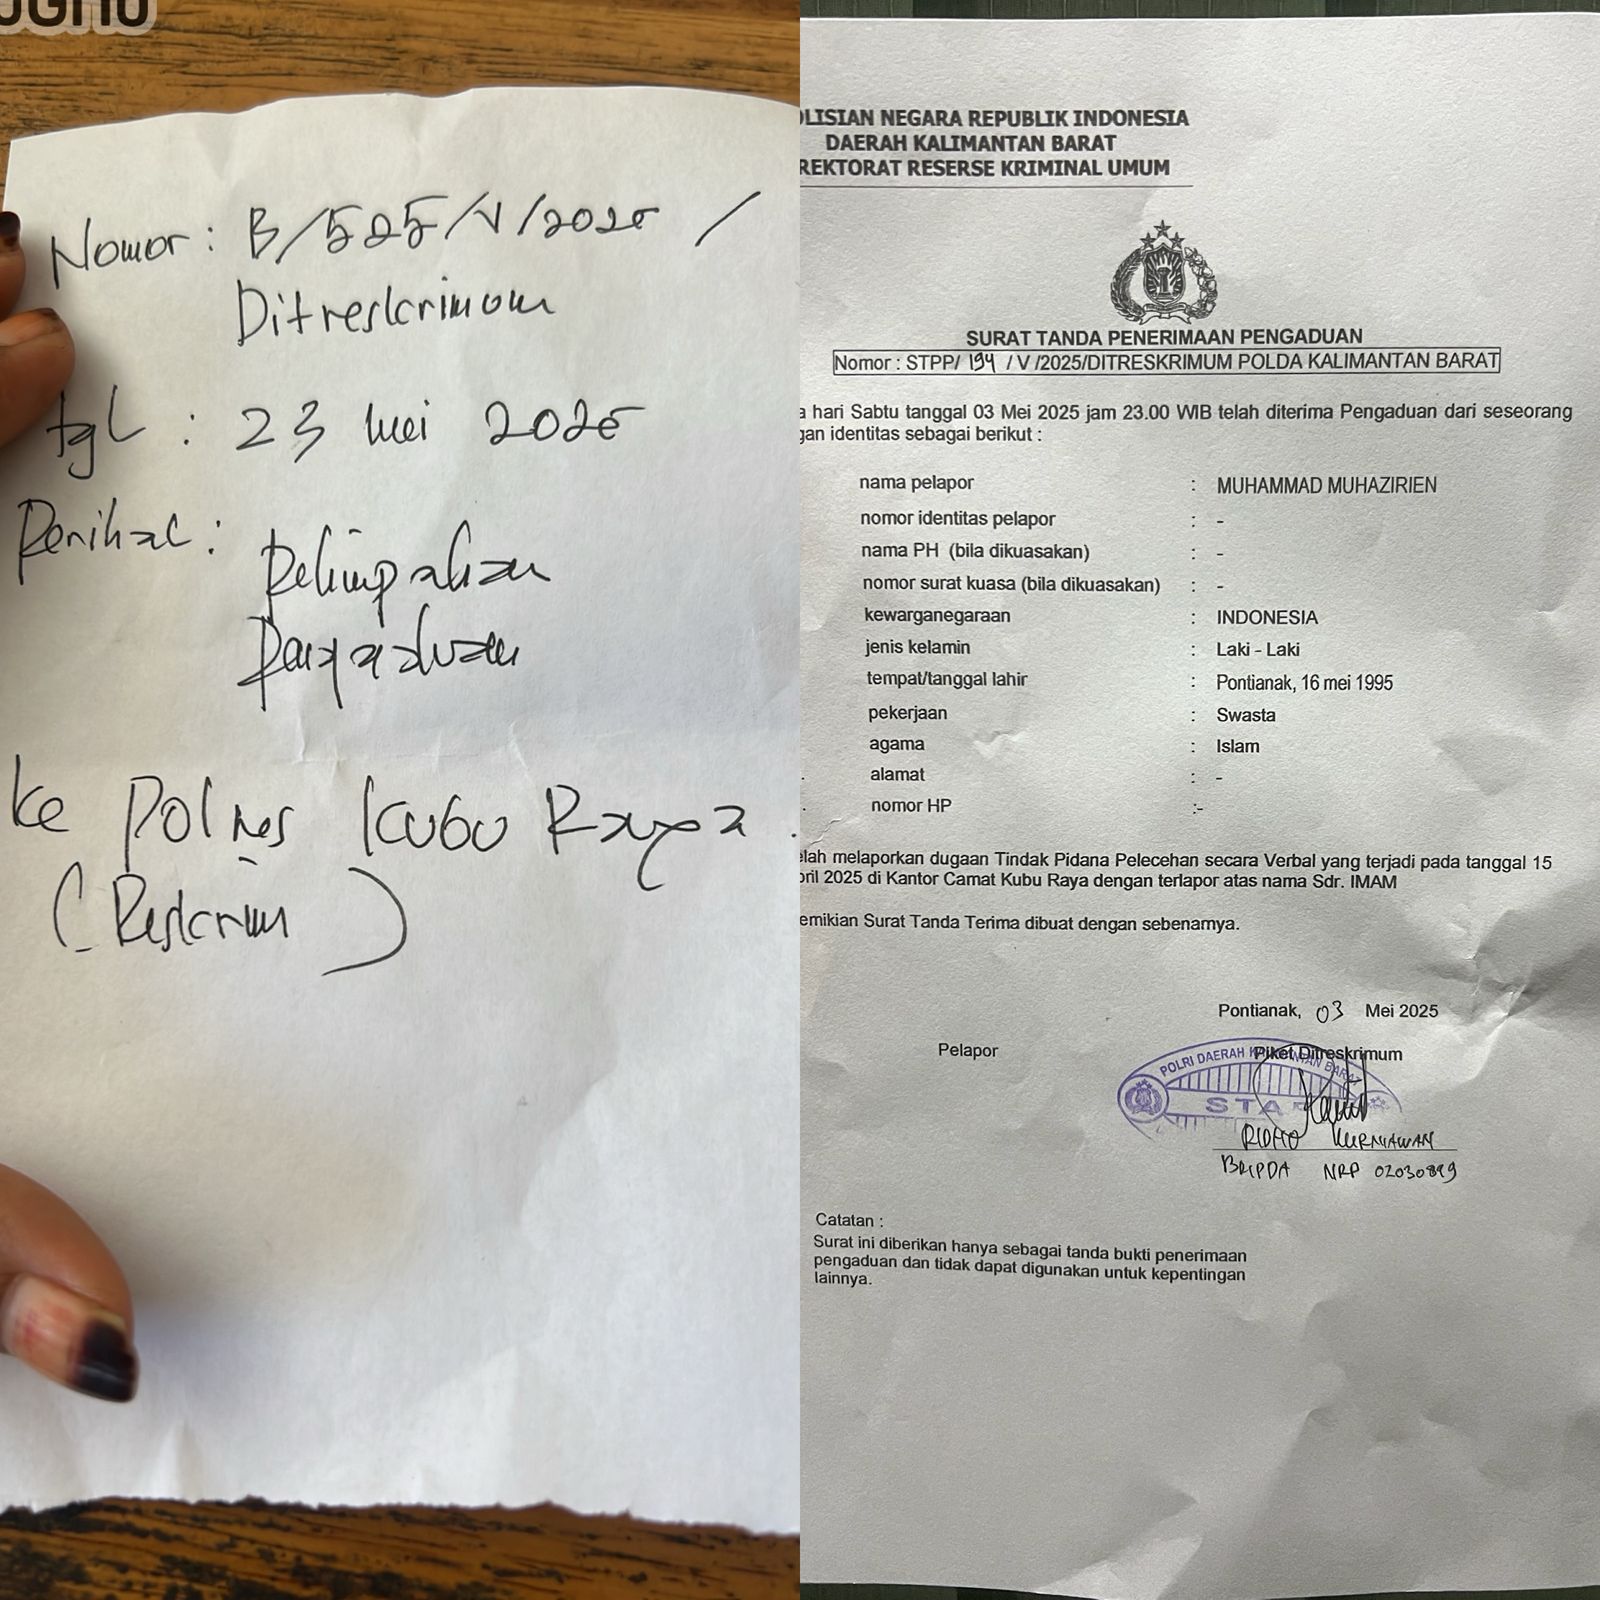 Nomor : B/525/V/2025 /
Ditreskrimum
tgl : 23 mei 2025
Perihal : Pelimpahan
Pengaduan
ke Polres Kubu Raya.
(Reskrim)
OLISIAN NEGARA REPUBLIK INDONESIA
DAERAH KALIMANTAN BARAT
REKTORAT RESERSE KRIMINAL UMUM
SURAT TANDA PENERIMAAN PENGADUAN
Nomor : STPP/ 194 / V /2025/DITRESKRIMUM POLDA KALIMANTAN BARAT
a hari Sabtu tanggal 03 Mei 2025 jam 23.00 WIB telah diterima Pengaduan dari seseorang
gan identitas sebagai berikut :
nama pelapor : MUHAMMAD MUHAZIRIEN
nomor identitas pelapor : -
nama PH (bila dikuasakan) : -
nomor surat kuasa (bila dikuasakan) : -
kewarganegaraan : INDONESIA
jenis kelamin : Laki - Laki
tempat/tanggal lahir : Pontianak, 16 mei 1995
pekerjaan : Swasta
agama : Islam
alamat : -
nomor HP :-
elah melaporkan dugaan Tindak Pidana Pelecehan secara Verbal yang terjadi pada tanggal 15
pril 2025 di Kantor Camat Kubu Raya dengan terlapor atas nama Sdr. IMAM
emikian Surat Tanda Terima dibuat dengan sebenarnya.
Pontianak, 03 Mei 2025
Pelapor
Piket Ditreskrimum
POLRI DAERAH KALIMANTAN BARAT
RIDHO KURNIAWAN
BRIPDA NRP 02030899
Catatan :
Surat ini diberikan hanya sebagai tanda bukti penerimaan
pengaduan dan tidak dapat digunakan untuk kepentingan
lainnya.